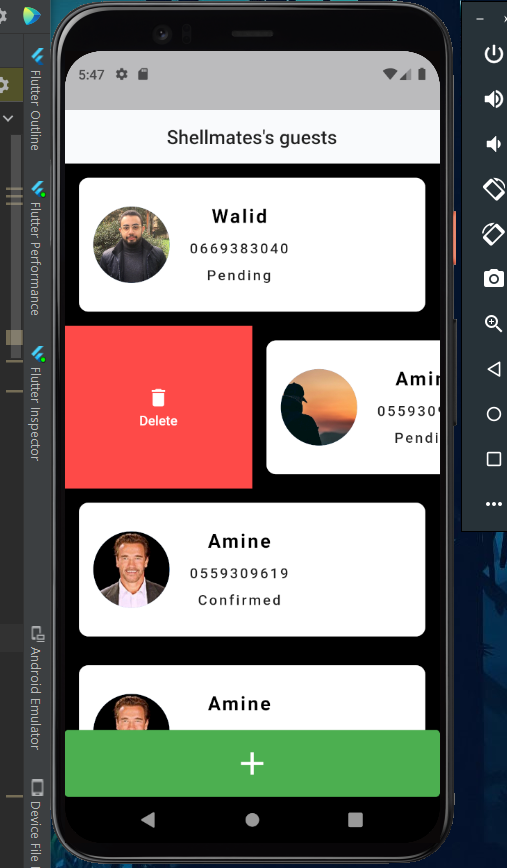 Flutter Outline
Flutter Performance
Flutter Inspector
Android Emulator
Device File
5:47
Shellmates's guests
Walid
0669383040
Pending
Delete
Amin
055930
Pendi
Amine
0559309619
Confirmed
Amine